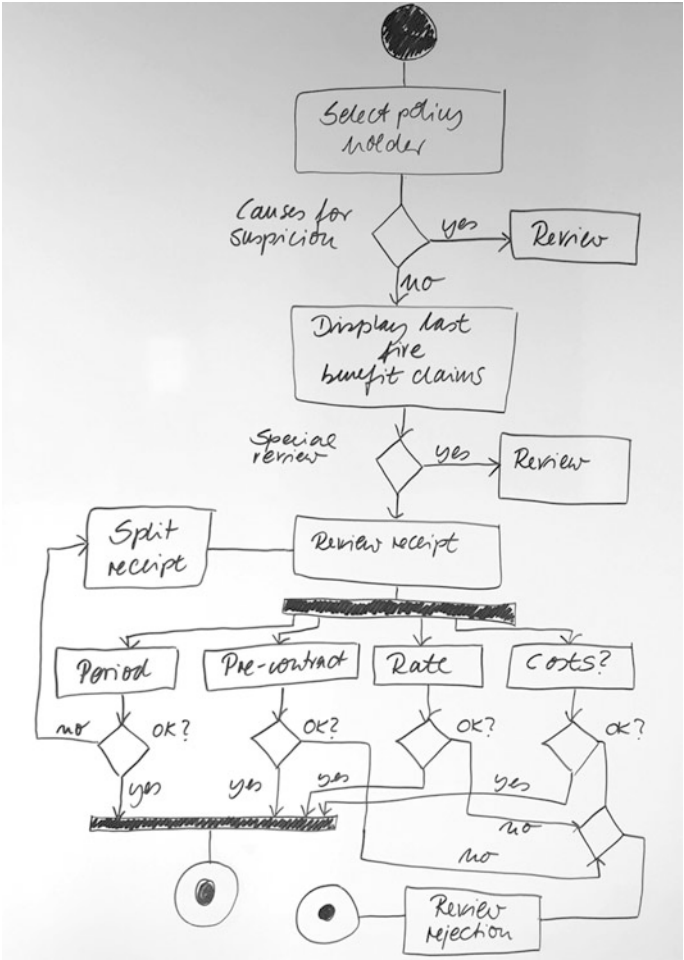 Select policy
holder
Causes for
suspicion
yes
Review
no
Display last
five
benefit claims
Special
review
yes
Review
Split
receipt
Review receipt
Period
Pre-contract
Rate
Costs?
no
OK?
OK?
OK?
OK?
yes
yes
yes
yes
no
no
Review
rejection